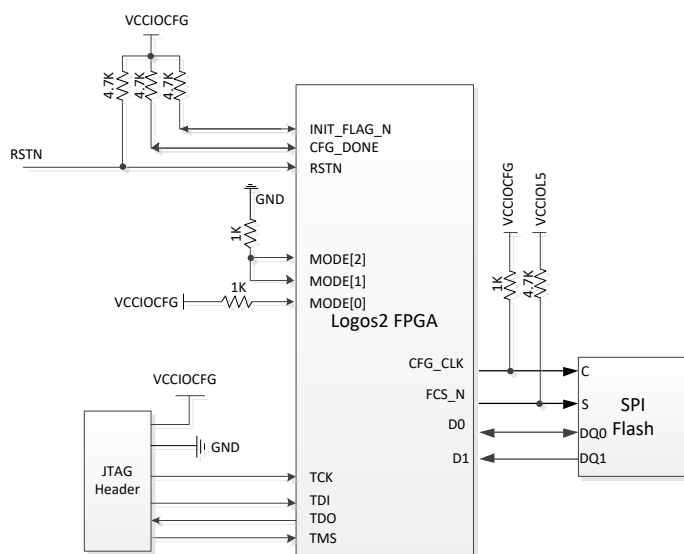 VCCIOCFG
4.7K
4.7K
4.7K
INIT_FLAG_N
CFG_DONE
RSTN
RSTN
GND
1K
MODE[2]
MODE[1]
1K
MODE[0]
VCCIOCFG
Logos2 FPGA
VCCIOCFG
VCCIOL5
1K
4.7K
CFG_CLK
C
FCS_N
S
SPI
Flash
D0
DQ0
D1
DQ1
VCCIOCFG
GND
JTAG
Header
TCK
TDI
TDO
TMS